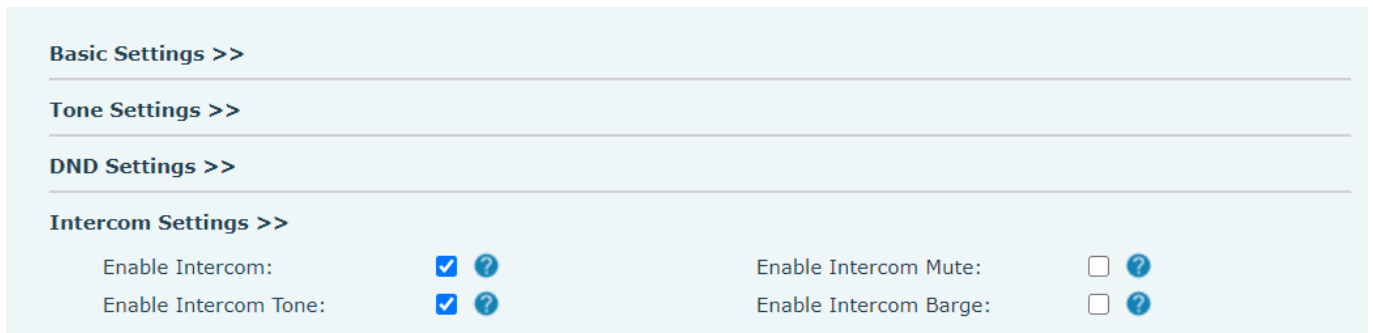 Basic Settings >>
Tone Settings >>
DND Settings >>
Intercom Settings >>
Enable Intercom: ? Enable Intercom Mute: ?
Enable Intercom Tone: ? Enable Intercom Barge: ?